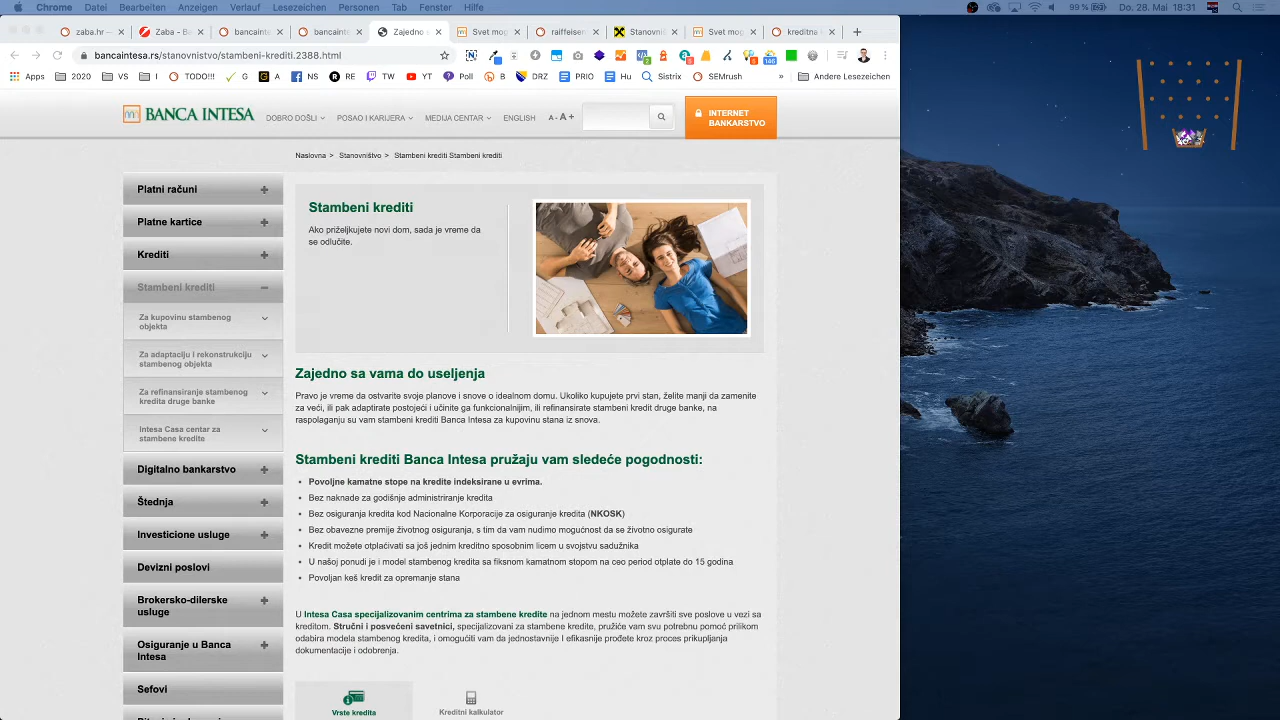 Chrome Datei Bearbeiten Anzeigen Verlauf Lesezeichen Personen Tab Fenster Hilfe 99 % Do. 28. Mai 18:31
zaba.hr – Zaba - Ba bancainte bancainte Zajedno s Svet mog raiffeisen Stanovniš Svet mog kreditna k
bancaintesa.rs/stanovnistvo/stambeni-krediti.2388.html
Apps 2020 VS I TODO!!! G A NS RE TW YT Poll B DRZ PRIO Hu Sistrix SEMrush » Andere Lesezeichen
BANCA INTESA
DOBRO DOŠLI POSAO I KARIJERA MEDIJA CENTAR ENGLISH A - A +
INTERNET
BANKARSTVO
Naslovna > Stanovništvo > Stambeni krediti Stambeni krediti
Platni računi
Platne kartice
Krediti
Stambeni krediti
Za kupovinu stambenog
objekta
Za adaptaciju i rekonstrukciju
stambenog objekta
Za refinansiranje stambenog
kredita druge banke
Intesa Casa centar za
stambene kredite
Digitalno bankarstvo
Štednja
Investicione usluge
Devizni poslovi
Brokersko-dilerske
usluge
Osiguranje u Banca
Intesa
Sefovi
Stambeni krediti
Ako priželjkujete novi dom, sada je vreme da
se odlučite.
Zajedno sa vama do useljenja
Pravo je vreme da ostvarite svoje planove i snove o idealnom domu. Ukoliko kupujete prvi stan, želite manji da zamenite
za veći, ili pak adaptirate postojeći i učinite ga funkcionalnijim, ili refinansirate stambeni kredit druge banke, na
raspolaganju su vam stambeni krediti Banca Intesa za kupovinu stana iz snova.
Stambeni krediti Banca Intesa pružaju vam sledeće pogodnosti:
• Povoljne kamatne stope na kredite indeksirane u evrima.
• Bez naknade za godišnje administriranje kredita
• Bez osiguranja kredita kod Nacionalne Korporacije za osiguranje kredita (NKOSK)
• Bez obavezne premije životnog osiguranja, s tim da vam nudimo mogućnost da se životno osigurate
• Kredit možete otplaćivati sa još jednim kreditno sposobnim licem u svojstvu sadužnika
• U našoj ponudi je i model stambenog kredita sa fiksnom kamatnom stopom na ceo period otplate do 15 godina
• Povoljan keš kredit za opremanje stana
U Intesa Casa specijalizovanim centrima za stambene kredite na jednom mestu možete završiti sve poslove u vezi sa
kreditom. Stručni i posvećeni savetnici, specijalizovani za stambene kredite, pružiće vam svu potrebnu pomoć prilikom
odabira modela stambenog kredita, i omogućiti vam da jednostavnije I efikasnije prođete kroz proces prikupljanja
dokumentacije i odobrenja.
Vrste kredita
Kreditni kalkulator